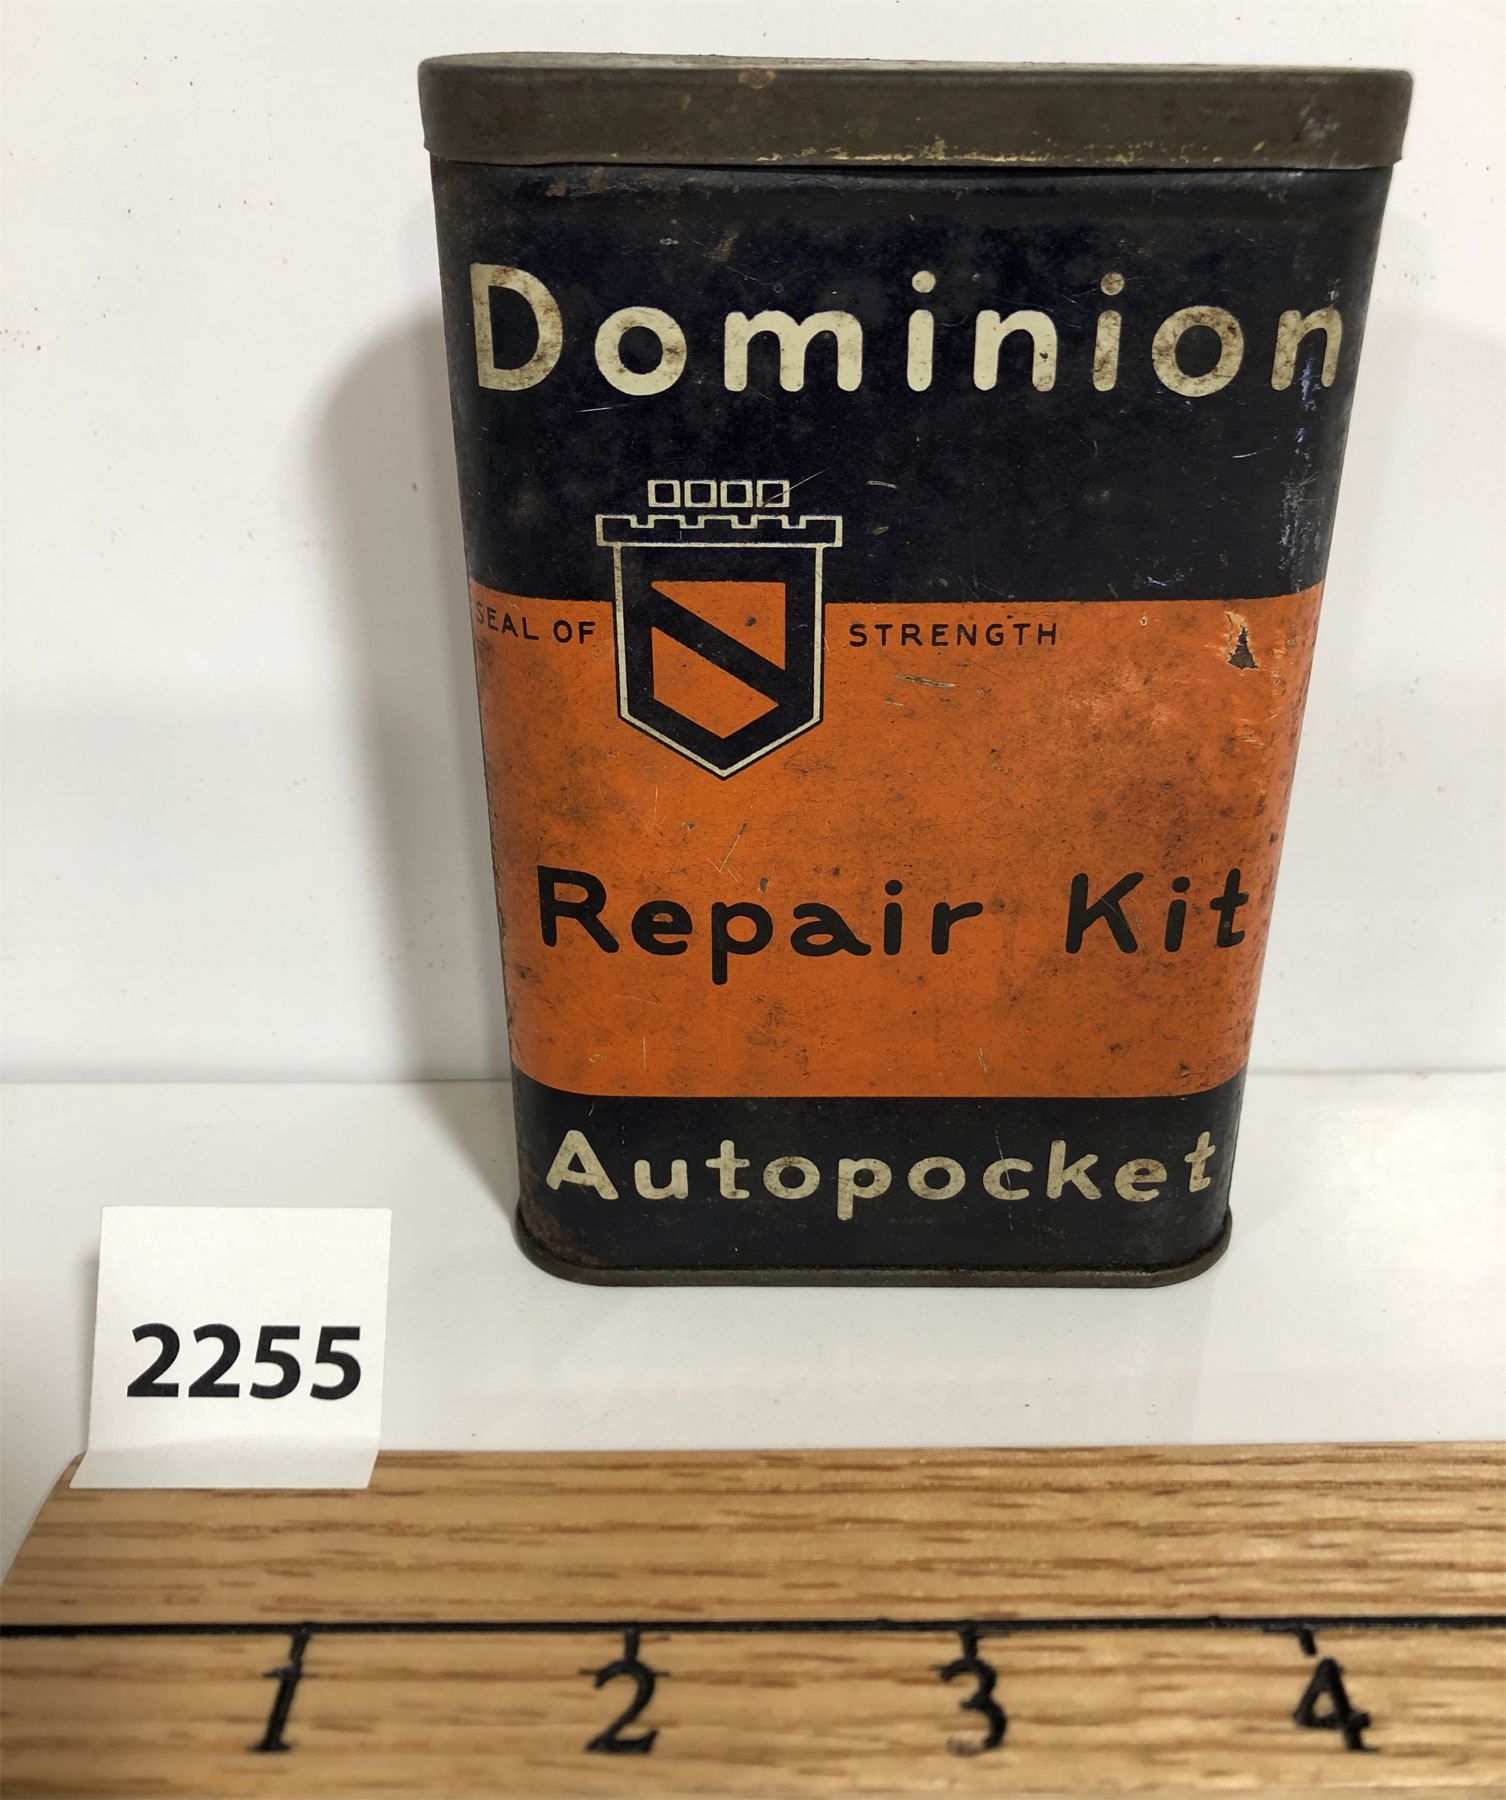 Dominion
SEAL OF STRENGTH
Repair Kit
Autopocket
2255
1 2 3 4